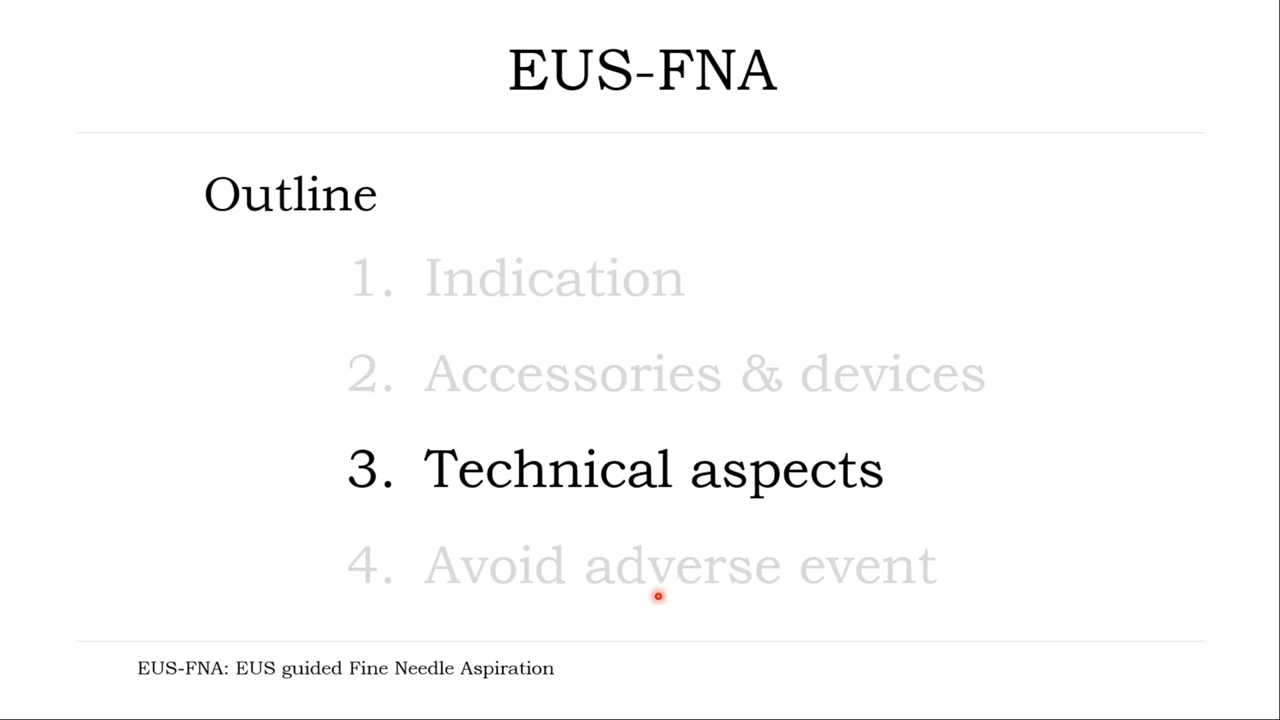 EUS-FNA
Outline
1. Indication
2. Accessories & devices
3. Technical aspects
4. Avoid adverse event
EUS-FNA: EUS guided Fine Needle Aspiration